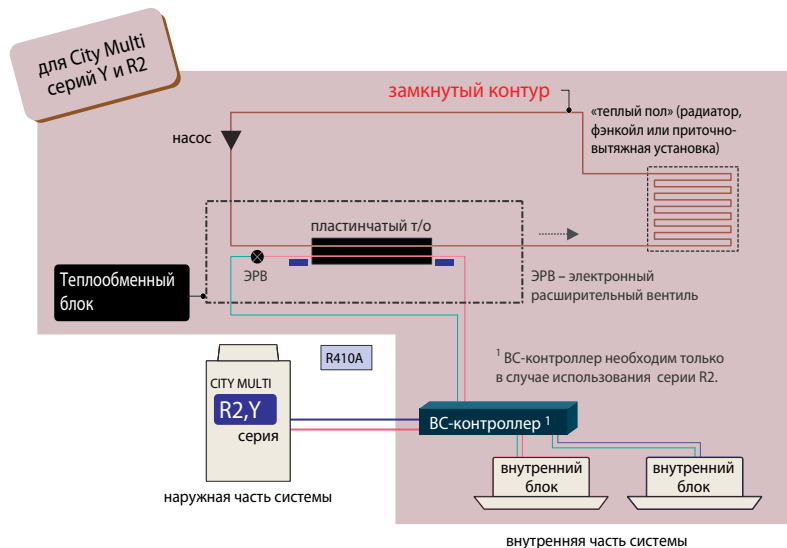 для City Multi
серий Y и R2
замкнутый контур
«теплый пол» (радиатор,
фэнкойл или приточно-
вытяжная установка)
насос
пластинчатый т/о
ЭРВ
Теплообменный
блок
ЭРВ – электронный
расширительный вентиль
R410A
1 ВС-контроллер необходим только
в случае использования серии R2.
CITY MULTI
R2,Y
серия
ВС-контроллер 1
внутренний
блок
внутренний
блок
наружная часть системы
внутренняя часть системы